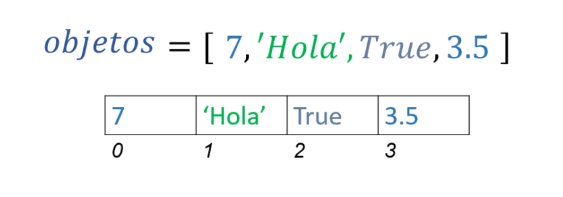 objetos = [ 7,'Hola',True,3.5 ]
7 ‘Hola’ True 3.5
0 1 2 3